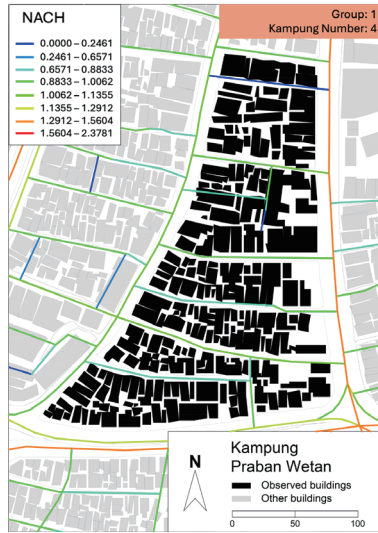 NACH
0.0000 – 0.2461
0.2461 – 0.6571
0.6571 – 0.8833
0.8833 – 1.0062
1.0062 – 1.1355
1.1355 – 1.2912
1.2912 – 1.5604
1.5604 – 2.3781
Group: 1
Kampung Number: 4
N
Kampung
Praban Wetan
Observed buildings
Other buildings
0 50 100